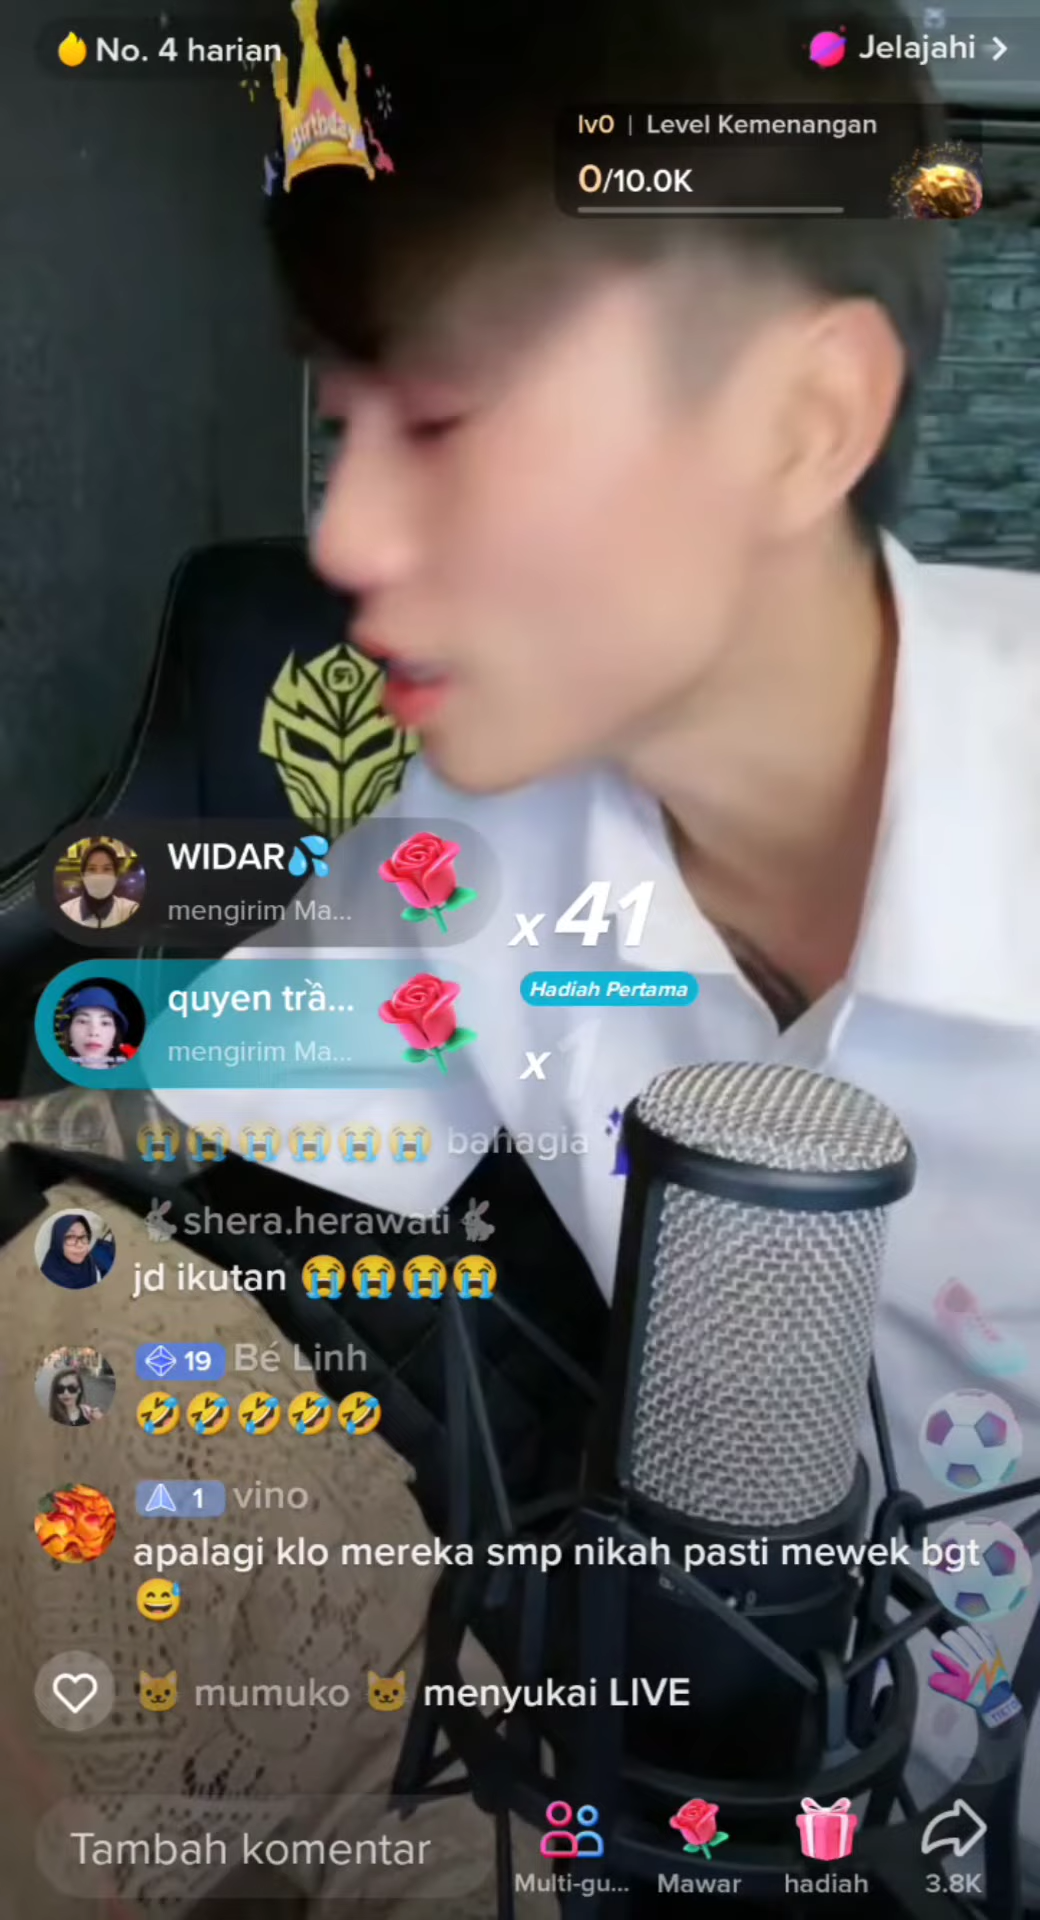 No. 4 harian
Jelajahi
Birthday
lv0 | Level Kemenangan
0/10.0K
WIDAR💦
mengirim Ma...
x 41
Hadiah Pertama
quyen trầ...
mengirim Ma...
x
😭😭😭😭😭😭 bahagia
🐇shera.herawati🐇
jd ikutan 😭😭😭😭
19 Bé Linh
🤣🤣🤣🤣🤣
1 vino
apalagi klo mereka smp nikah pasti mewek bgt
😅
🐱 mumuko 🐱 menyukai LIVE
Tambah komentar
Multi-gu...
Mawar
hadiah
3.8K